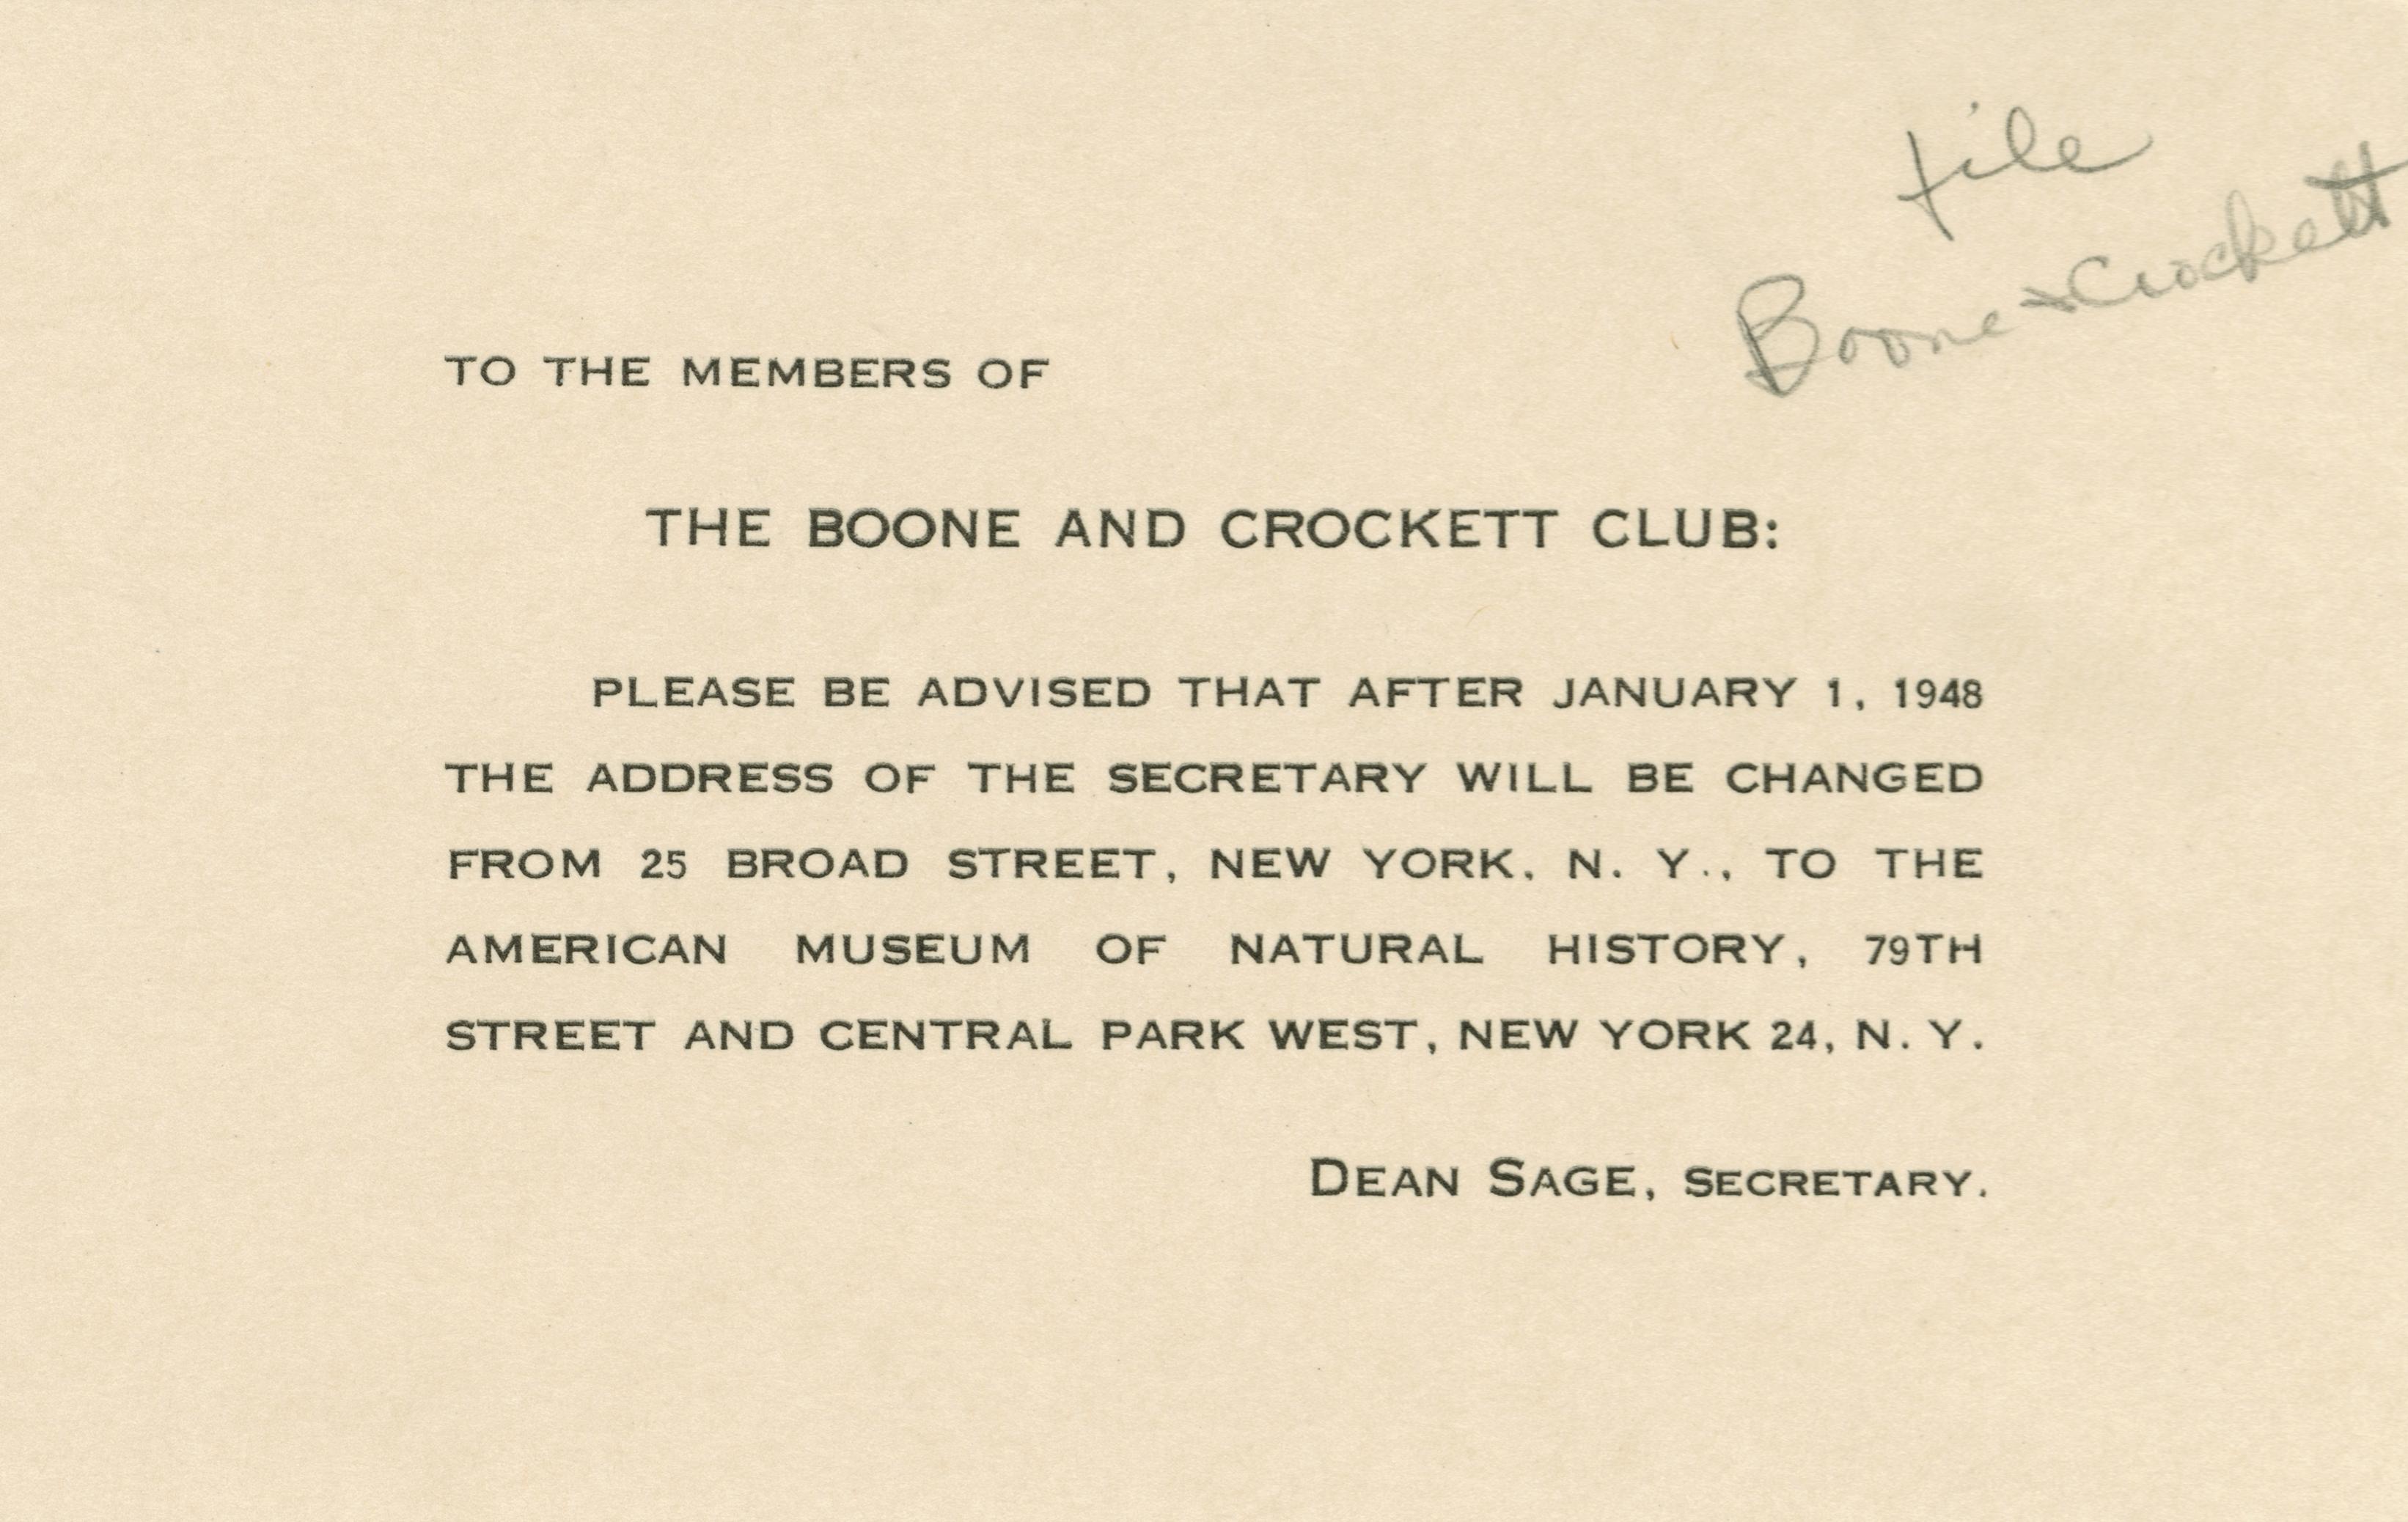 file
Boone & Crockett
TO THE MEMBERS OF
THE BOONE AND CROCKETT CLUB:
PLEASE BE ADVISED THAT AFTER JANUARY 1, 1948
THE ADDRESS OF THE SECRETARY WILL BE CHANGED
FROM 25 BROAD STREET, NEW YORK, N. Y., TO THE
AMERICAN MUSEUM OF NATURAL HISTORY, 79TH
STREET AND CENTRAL PARK WEST, NEW YORK 24, N. Y.
DEAN SAGE, SECRETARY.